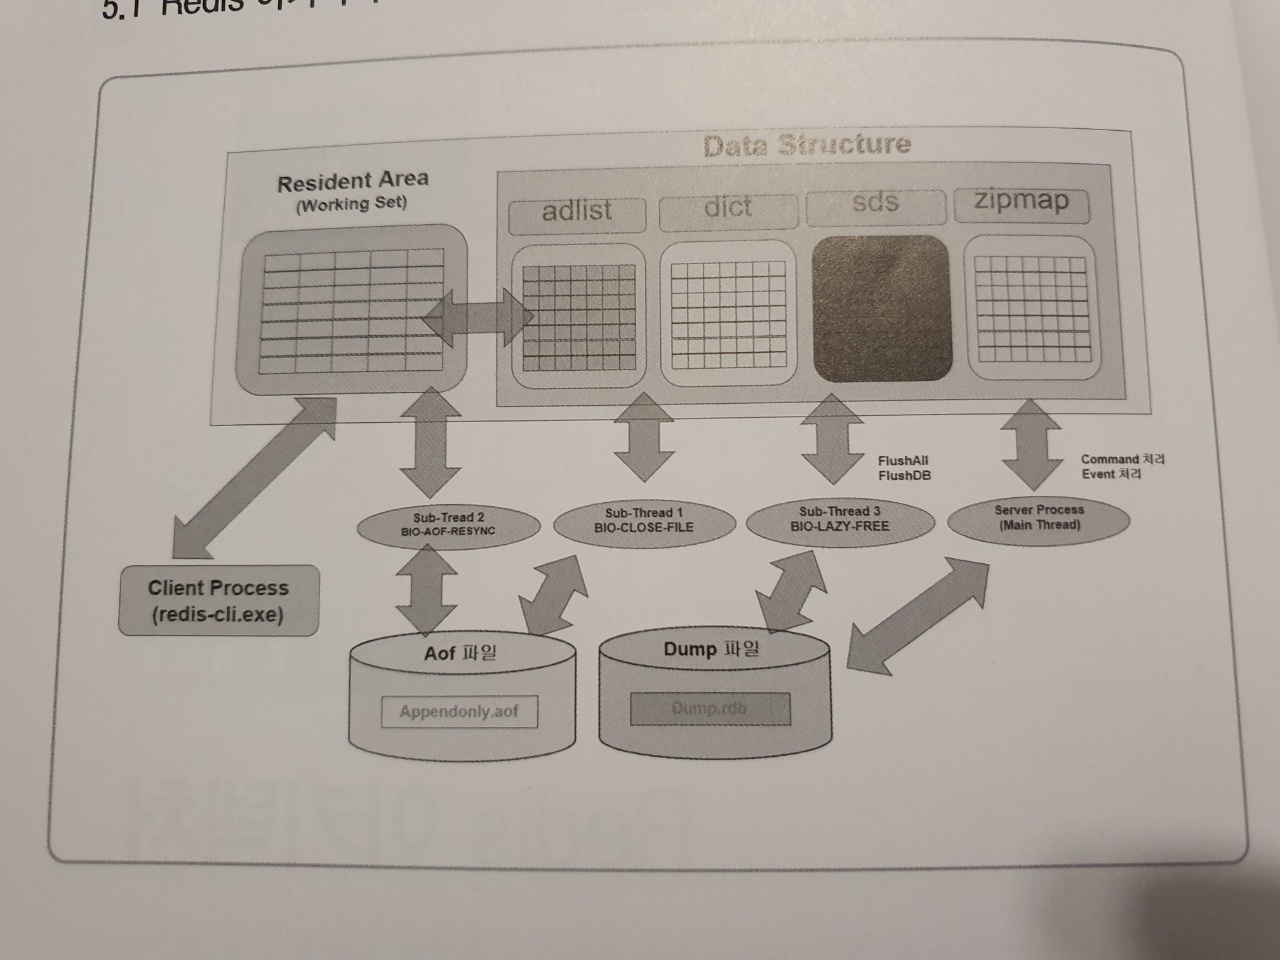 5.1 Redis
Data Structure
Resident Area
(Working Set)
adlist
dict
sds
zipmap
FlushAll
FlushDB
Command 처리
Event 처리
Sub-Tread 2
BIO-AOF-RESYNC
Sub-Thread 1
BIO-CLOSE-FILE
Sub-Thread 3
BIO-LAZY-FREE
Server Process
(Main Thread)
Client Process
(redis-cli.exe)
Aof 파일
Appendonly.aof
Dump 파일
Dump.rdb